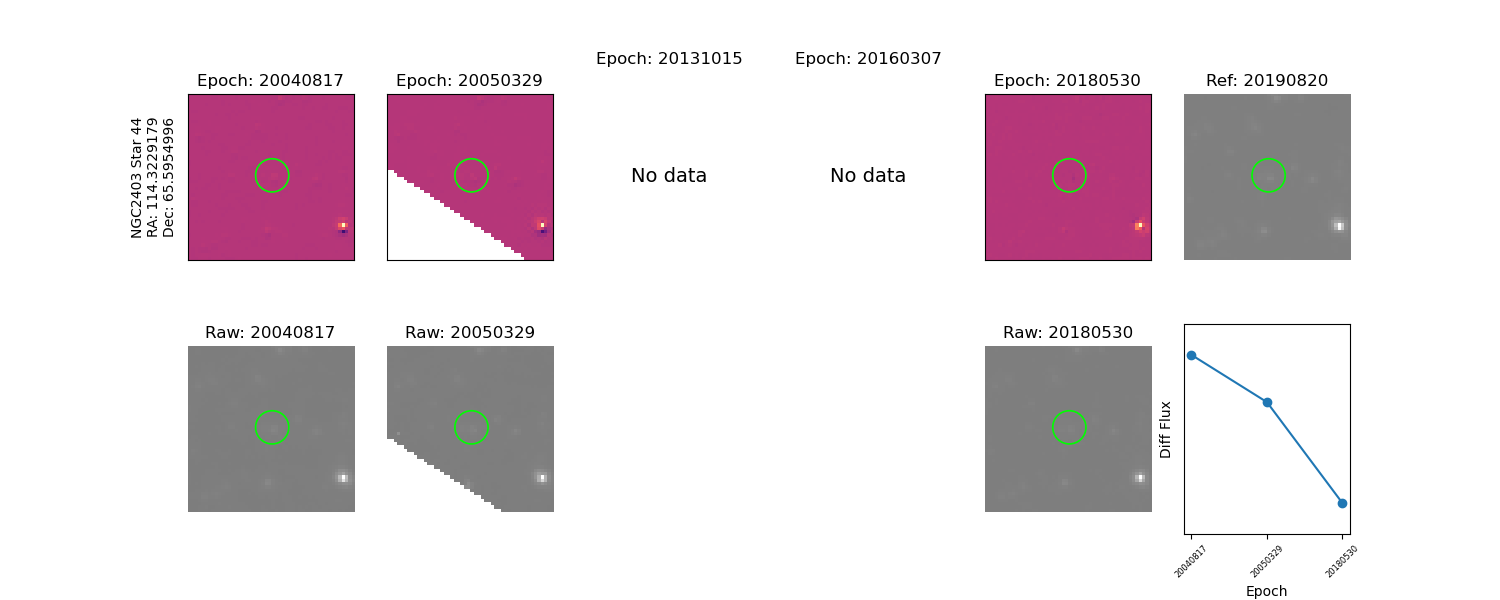 Epoch: 20131015
Epoch: 20160307
Epoch: 20040817
Epoch: 20050329
Epoch: 20180530
Ref: 20190820
NGC2403 Star 44
RA: 114.3229179
Dec: 65.5954996
No data
No data
Raw: 20040817
Raw: 20050329
Raw: 20180530
Diff Flux
20040817
20050329
20180530
Epoch